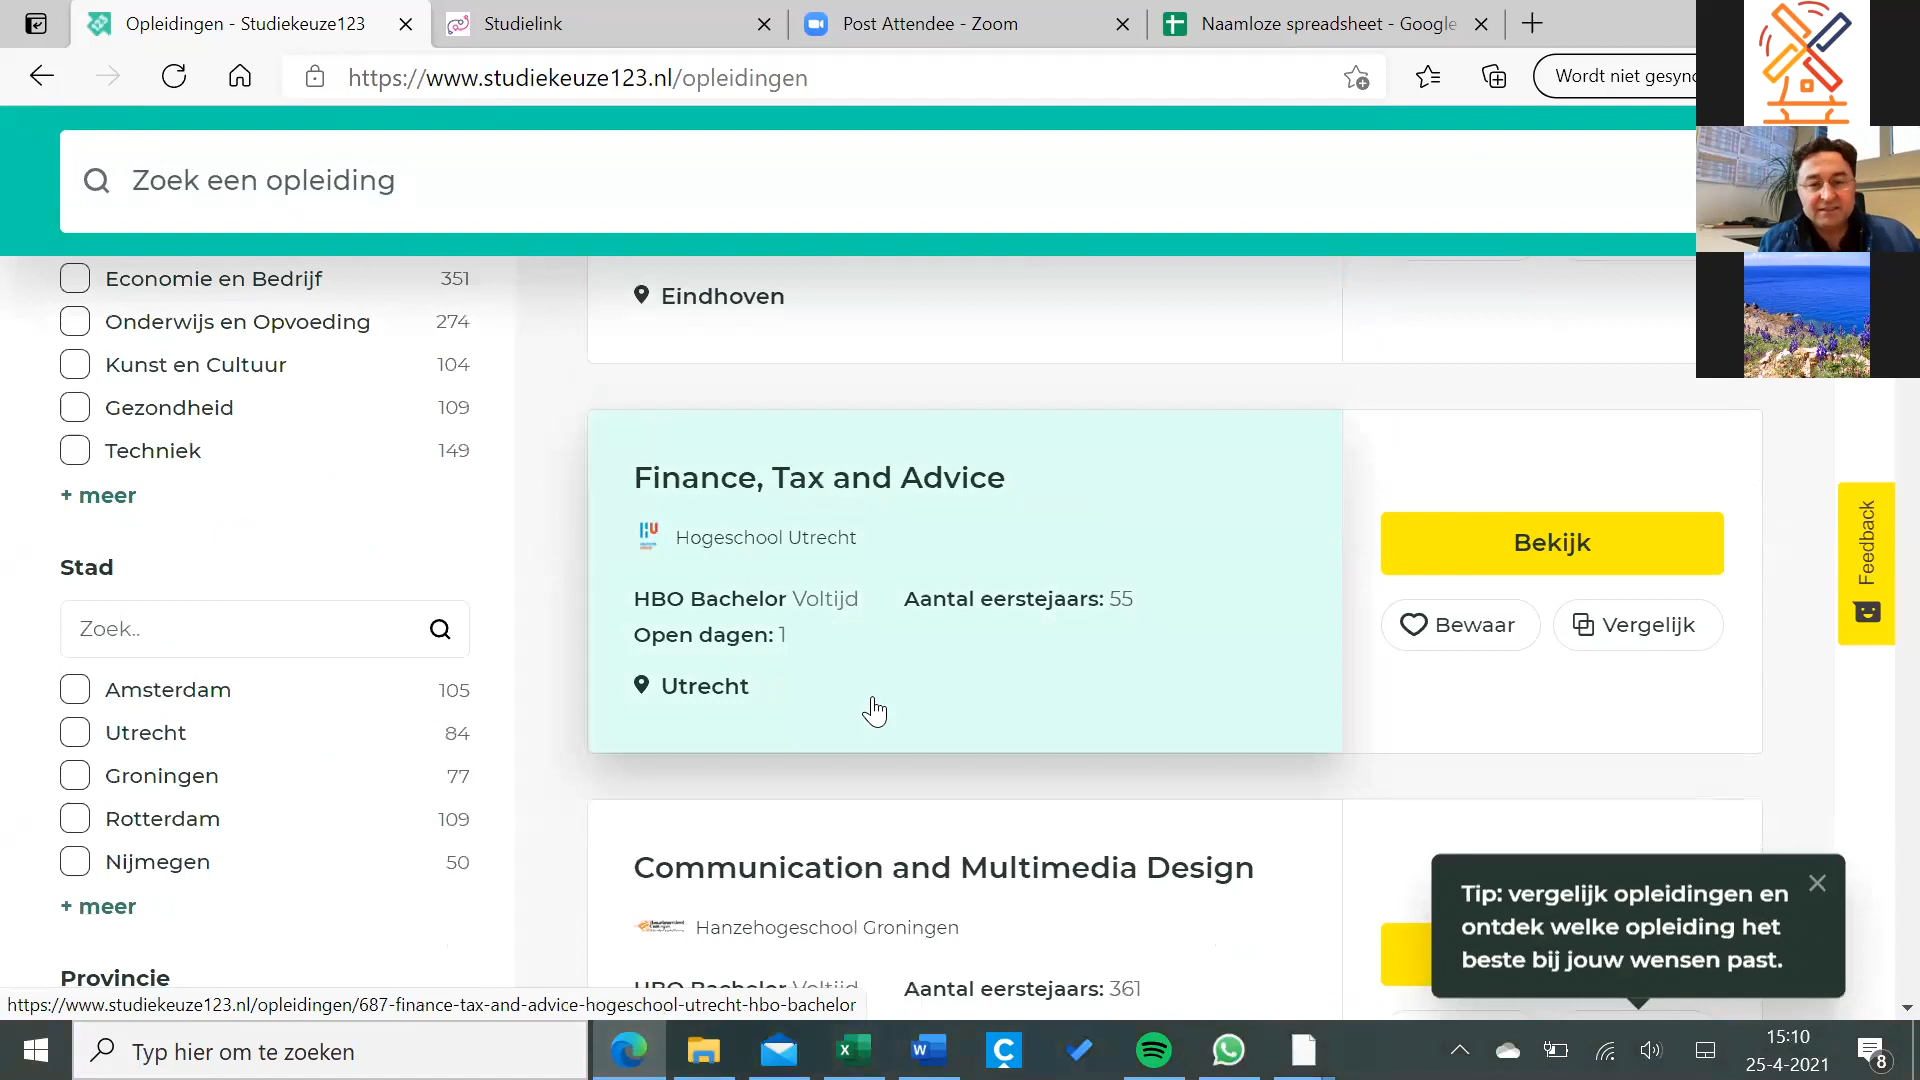 Opleidingen - Studiekeuze123
Studielink
Post Attendee - Zoom
Naamloze spreadsheet - Google
https://www.studiekeuze123.nl/opleidingen
Wordt niet gesync
Zoek een opleiding
Economie en Bedrijf 351
Onderwijs en Opvoeding 274
Kunst en Cultuur 104
Gezondheid 109
Techniek 149
+ meer
Stad
Zoek..
Amsterdam 105
Utrecht 84
Groningen 77
Rotterdam 109
Nijmegen 50
+ meer
Provincie
Eindhoven
Finance, Tax and Advice
Hogeschool Utrecht
HBO Bachelor Voltijd Aantal eerstejaars: 55
Open dagen: 1
Utrecht
Bekijk
Bewaar
Vergelijk
Feedback
Communication and Multimedia Design
Hanzehogeschool Groningen
HBO Bachelor Voltijd Aantal eerstejaars: 361
Tip: vergelijk opleidingen en
ontdek welke opleiding het
beste bij jouw wensen past.
https://www.studiekeuze123.nl/opleidingen/687-finance-tax-and-advice-hogeschool-utrecht-hbo-bachelor
Typ hier om te zoeken
15:10
25-4-2021
8